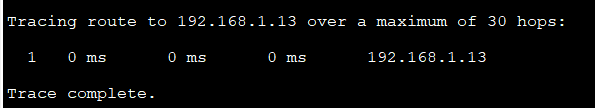 Tracing route to 192.168.1.13 over a maximum of 30 hops:
1 0 ms 0 ms 0 ms 192.168.1.13
Trace complete.